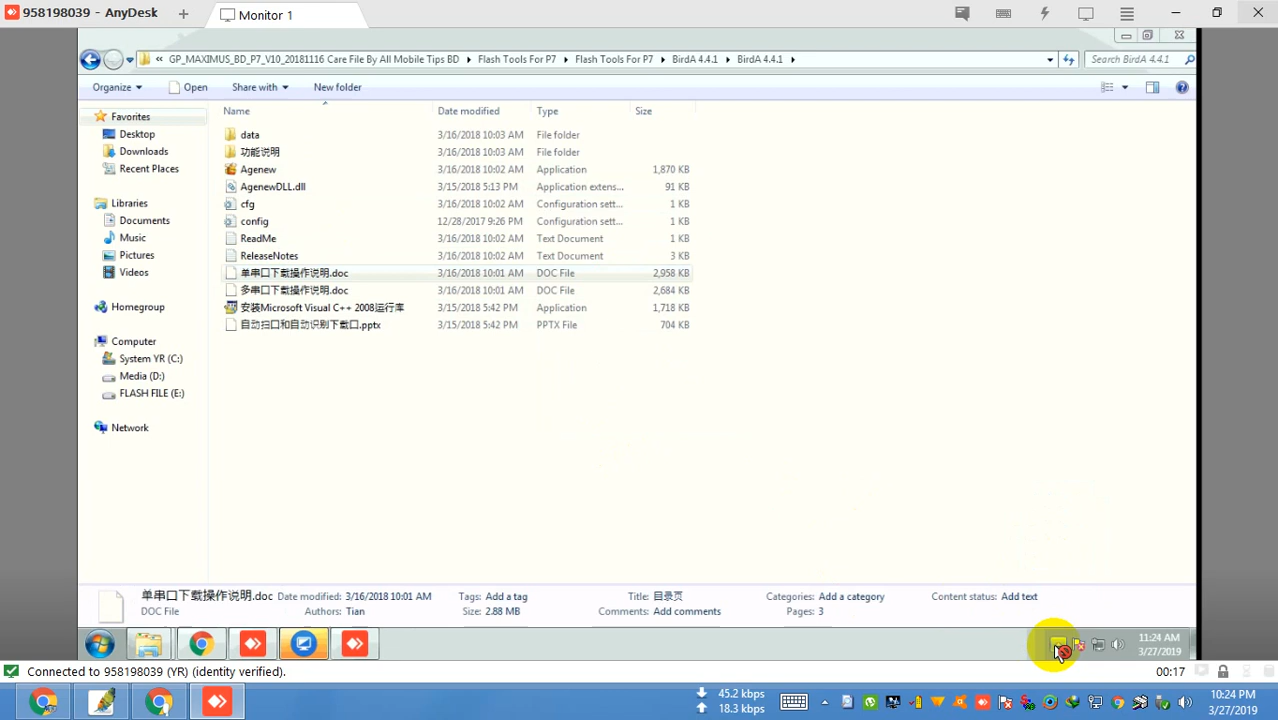 958198039 - AnyDesk
Monitor 1
« GP_MAXIMUS_BD_P7_V10_20181116 Care File By All Mobile Tips BD Flash Tools For P7 Flash Tools For P7 BirdA 4.4.1 BirdA 4.4.1 Search BirdA 4.4.1
Organize Open Share with New folder
Name Date modified Type Size
Favorites
Desktop
Downloads
Recent Places
Libraries
Documents
Music
Pictures
Videos
Homegroup
Computer
System YR (C:)
Media (D:)
FLASH FILE (E:)
Network
data 3/16/2018 10:03 AM File folder
功能说明 3/16/2018 10:03 AM File folder
Agenew 3/16/2018 10:02 AM Application 1,870 KB
AgenewDLL.dll 3/15/2018 5:13 PM Application extens... 91 KB
cfg 3/16/2018 10:02 AM Configuration sett... 1 KB
config 12/28/2017 9:26 PM Configuration sett... 1 KB
ReadMe 3/16/2018 10:02 AM Text Document 1 KB
ReleaseNotes 3/16/2018 10:02 AM Text Document 3 KB
单串口下载操作说明.doc 3/16/2018 10:01 AM DOC File 2,958 KB
多串口下载操作说明.doc 3/16/2018 10:01 AM DOC File 2,684 KB
安装Microsoft Visual C++ 2008运行库 3/15/2018 5:42 PM Application 1,718 KB
自动扫口和自动识别下载口.pptx 3/15/2018 5:42 PM PPTX File 704 KB
单串口下载操作说明.doc Date modified: 3/16/2018 10:01 AM Tags: Add a tag Title: 目录页 Categories: Add a category Content status: Add text
DOC File Authors: Tian Size: 2.88 MB Comments: Add comments Pages: 3
11:24 AM
3/27/2019
Connected to 958198039 (YR) (identity verified). 00:17
45.2 kbps
18.3 kbps
10:24 PM
3/27/2019